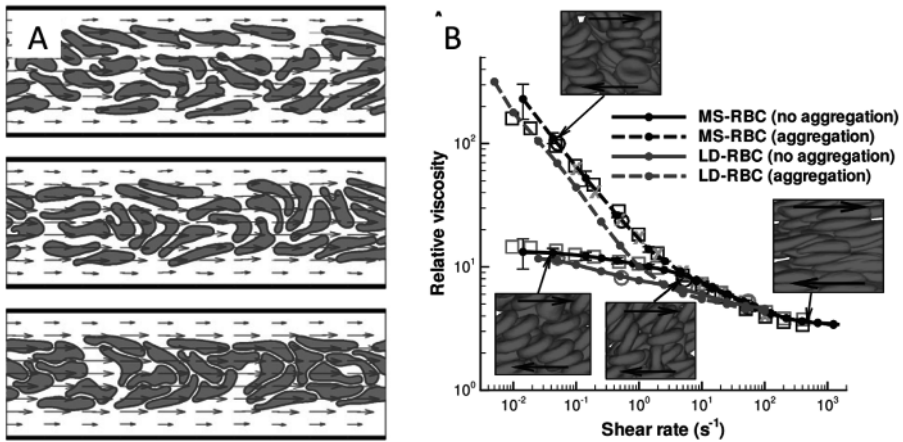 A
B
MS-RBC (no aggregation)
MS-RBC (aggregation)
LD-RBC (no aggregation)
LD-RBC (aggregation)
Relative viscosity
10²
10¹
10⁰
10⁻² 10⁻¹ 10⁰ 10¹ 10² 10³
Shear rate (s⁻¹)